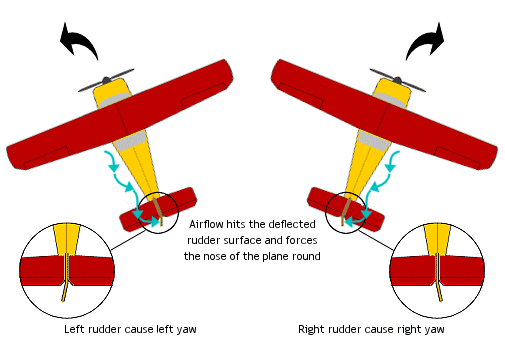 Airflow hits the deflected
rudder surface and forces
the nose of the plane round
Left rudder cause left yaw
Right rudder cause right yaw